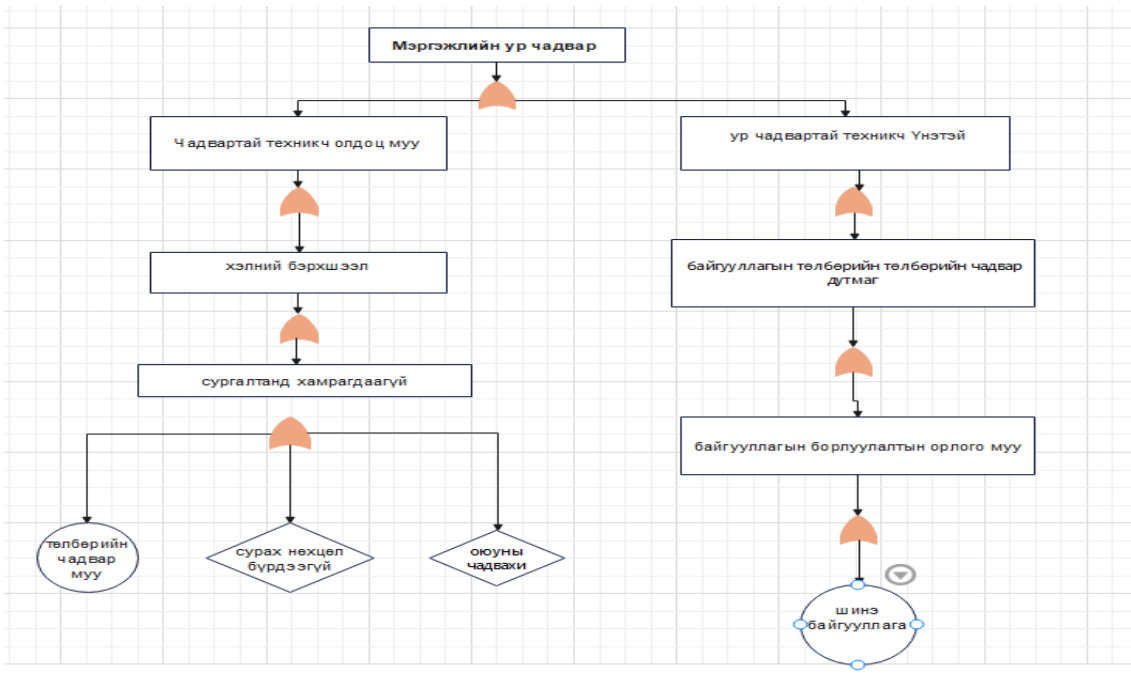 Мэргэжлийн ур чадвар
Чадвартай техникч олдоц муу
ур чадвартай техникч Үнэтэй
хэлний бэрхшээл
байгууллагын төлбөрийн төлбөрийн чадвар
дутмаг
сургалтанд хамрагдаагүй
байгууллагын борлуулалтын орлого муу
төлбөрийн
чадвар
муу
сурах нөхцөл
бүрдээгүй
оюуны
чадвахи
шинэ
байгууллага